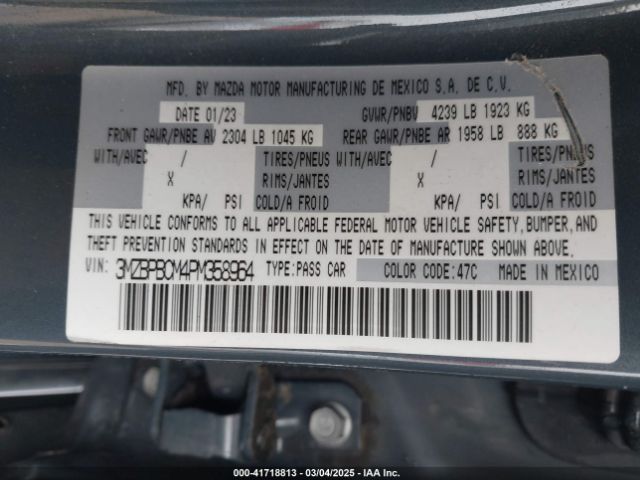 MFD. BY MAZDA MOTOR MANUFACTURING DE MEXICO S.A. DE C.V.
DATE 01/23 GVWR/PNBV 4239 LB 1923 KG
FRONT GAWR/PNBE AV 2304 LB 1045 KG REAR GAWR/PNBE AR 1958 LB 888 KG
WITH/AVEC / TIRES/PNEUS WITH/AVEC / TIRES/PNEUS
X RIMS/JANTES X RIMS/JANTES
KPA/ PSI COLD/A FROID KPA/ PSI COLD/A FROID
THIS VEHICLE CONFORMS TO ALL APPLICABLE FEDERAL MOTOR VEHICLE SAFETY, BUMPER, AND
THEFT PREVENTION STANDARDS IN EFFECT ON THE DATE OF MANUFACTURE SHOWN ABOVE.
VIN: 3MZBPBCM4PM358964 TYPE:PASS CAR COLOR CODE:47C MADE IN MEXICO
000-41718813 - 03/04/2025 - IAA Inc.